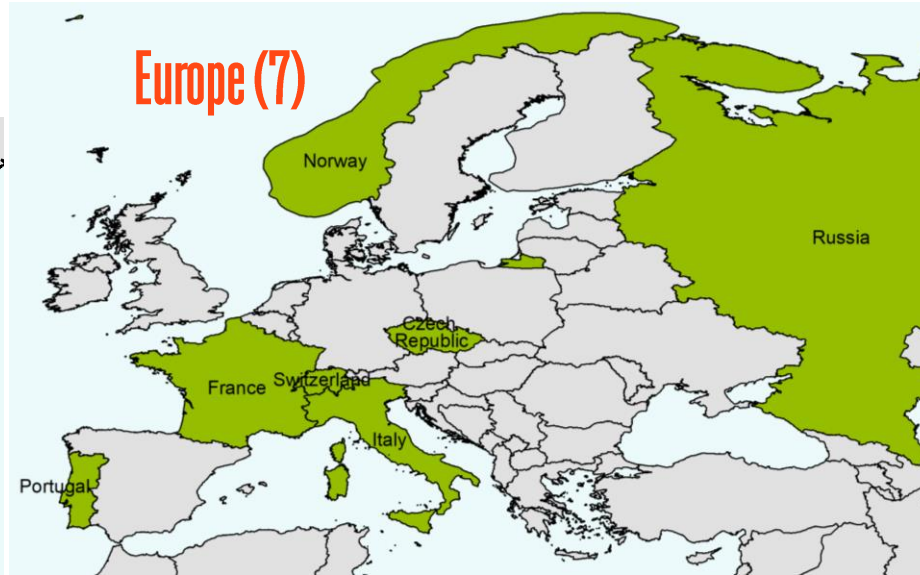 Europe (7)
Norway
Russia
Czech
Republic
France
Switzerland
Italy
Portugal